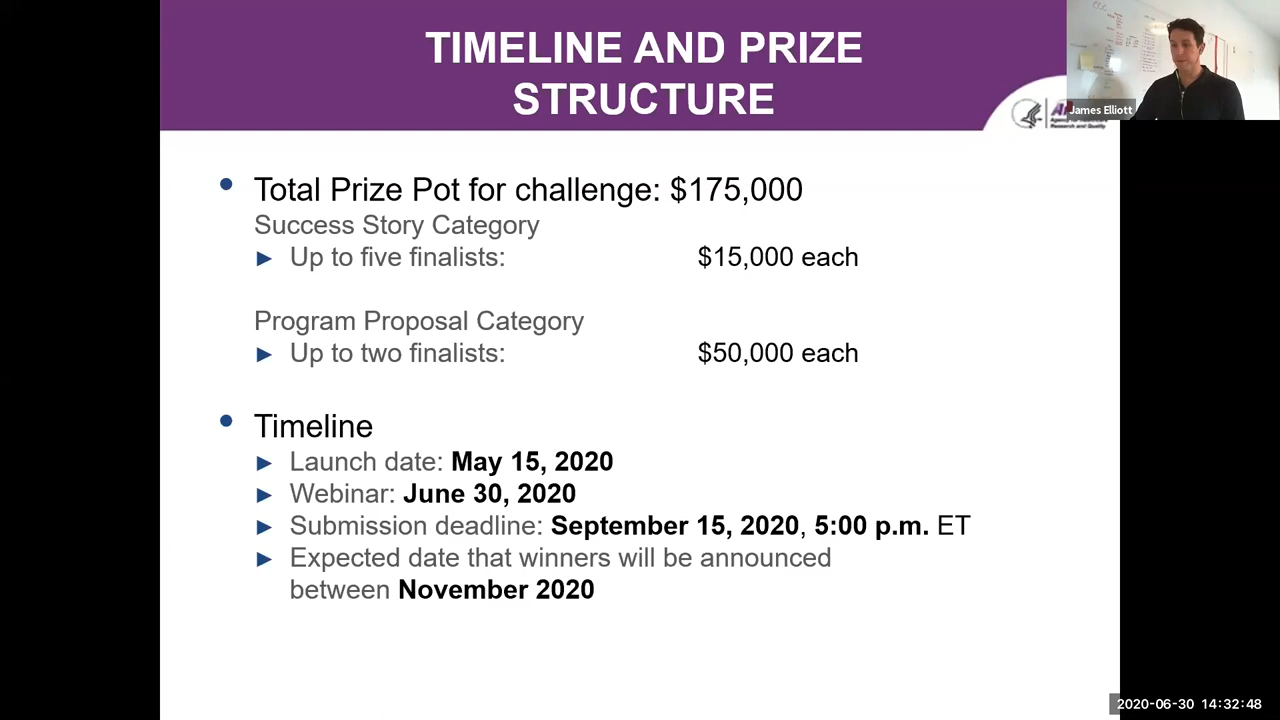 TIMELINE AND PRIZE
STRUCTURE
James Elliott
Research and Quality
Total Prize Pot for challenge: $175,000
Success Story Category
Up to five finalists: $15,000 each
Program Proposal Category
Up to two finalists: $50,000 each
Timeline
Launch date: May 15, 2020
Webinar: June 30, 2020
Submission deadline: September 15, 2020, 5:00 p.m. ET
Expected date that winners will be announced
between November 2020
2020-06-30 14:32:48